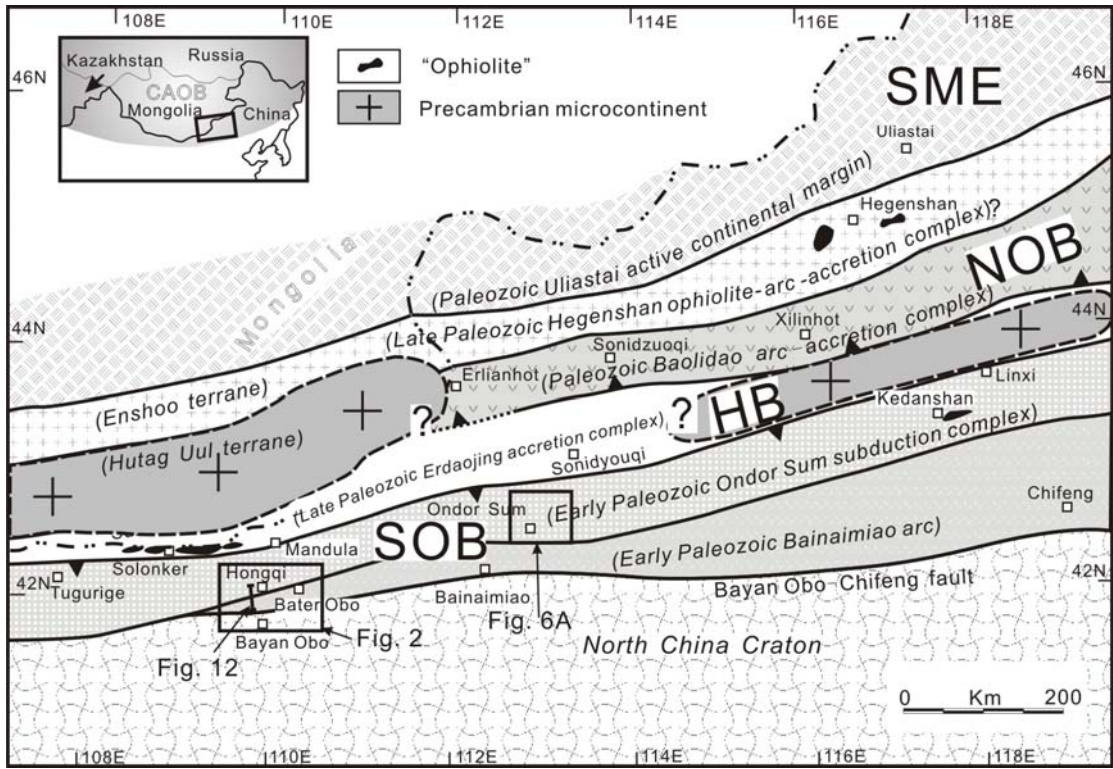 108E 110E 112E 114E 116E 118E
46N
46N
Kazakhstan
Russia
CAOB
Mongolia
China
"Ophiolite"
Precambrian microcontinent
SME
Uliastai
Hegenshan
(Paleozoic Uliastai active continental margin)
Mongolia
(Late Paleozoic Hegenshan ophiolite-arc-accretion complex)?
NOB
44N
44N
Xilinhot
Sonidzuoqi
(Paleozoic Baolidao arc-accretion complex)
Erlianhot
(Enshoo terrane)
Linxi
Kedanshan
?
?
HB
(Hutag Uul terrane)
(Late Paleozoic Erdaojing accretion complex)
Sonidyouqi
Ondor Sum
(Early Paleozoic Ondor Sum subduction complex)
Chifeng
SOB
Mandula
Solonker
(Early Paleozoic Bainaimiao arc)
42N
42N
Tugurige
Hongqi
Bater Obo
Bainaimiao
Bayan Obo-Chifeng fault
Bayan Obo
Fig. 2
Fig. 6A
Fig. 12
North China Craton
0 Km 200
108E 110E 112E 114E 116E 118E